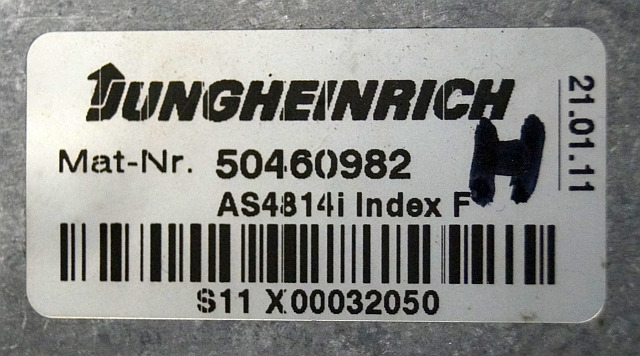 JUNGHEINRICH
Mat-Nr. 50460982
AS4814i Index F
H
S11 X00032050
21.01.11